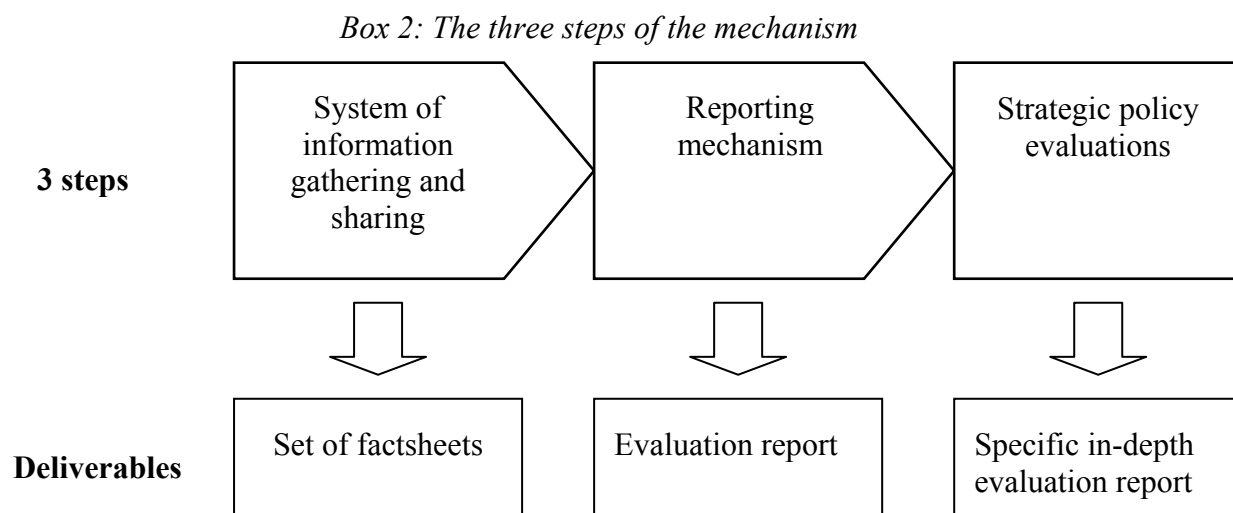 Box 2: The three steps of the mechanism
3 steps
System of
information
gathering and
sharing
Reporting
mechanism
Strategic policy
evaluations
Deliverables
Set of factsheets
Evaluation report
Specific in-depth
evaluation report